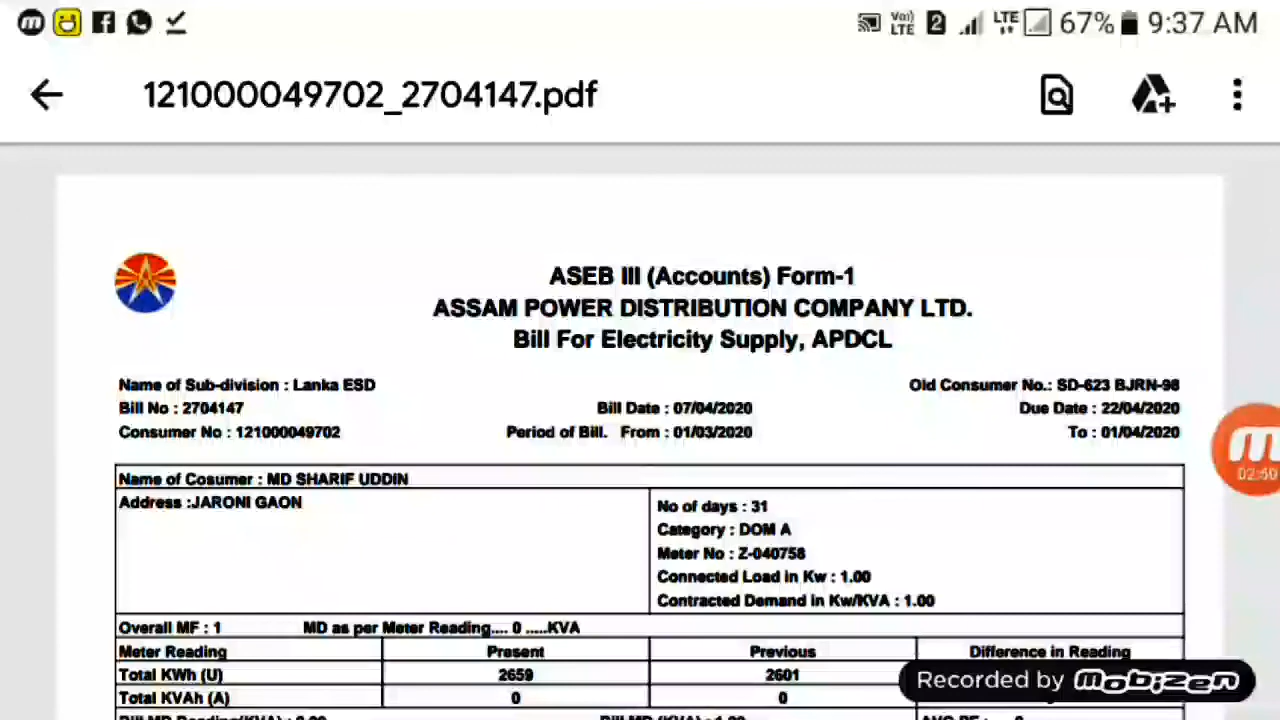 VoLTE 2 LTE 67% 9:37 AM
121000049702_2704147.pdf
ASEB III (Accounts) Form-1
ASSAM POWER DISTRIBUTION COMPANY LTD.
Bill For Electricity Supply, APDCL
Name of Sub-division : Lanka ESD Old Consumer No.: SD-623 BJRN-98
Bill No : 2704147 Bill Date : 07/04/2020 Due Date : 22/04/2020
Consumer No : 121000049702 Period of Bill. From : 01/03/2020 To : 01/04/2020
Name of Cosumer : MD SHARIF UDDIN
Address :JARONI GAON
No of days : 31
Category : DOM A
Meter No : Z-040758
Connected Load in Kw : 1.00
Contracted Demand in Kw/KVA : 1.00
Overall MF : 1 MD as per Meter Reading.... 0 .....KVA
Meter Reading Present Previous Difference in Reading
Total KWh (U) 2659 2601
Total KVAh (A) 0 0
02:50
Recorded by mobizen